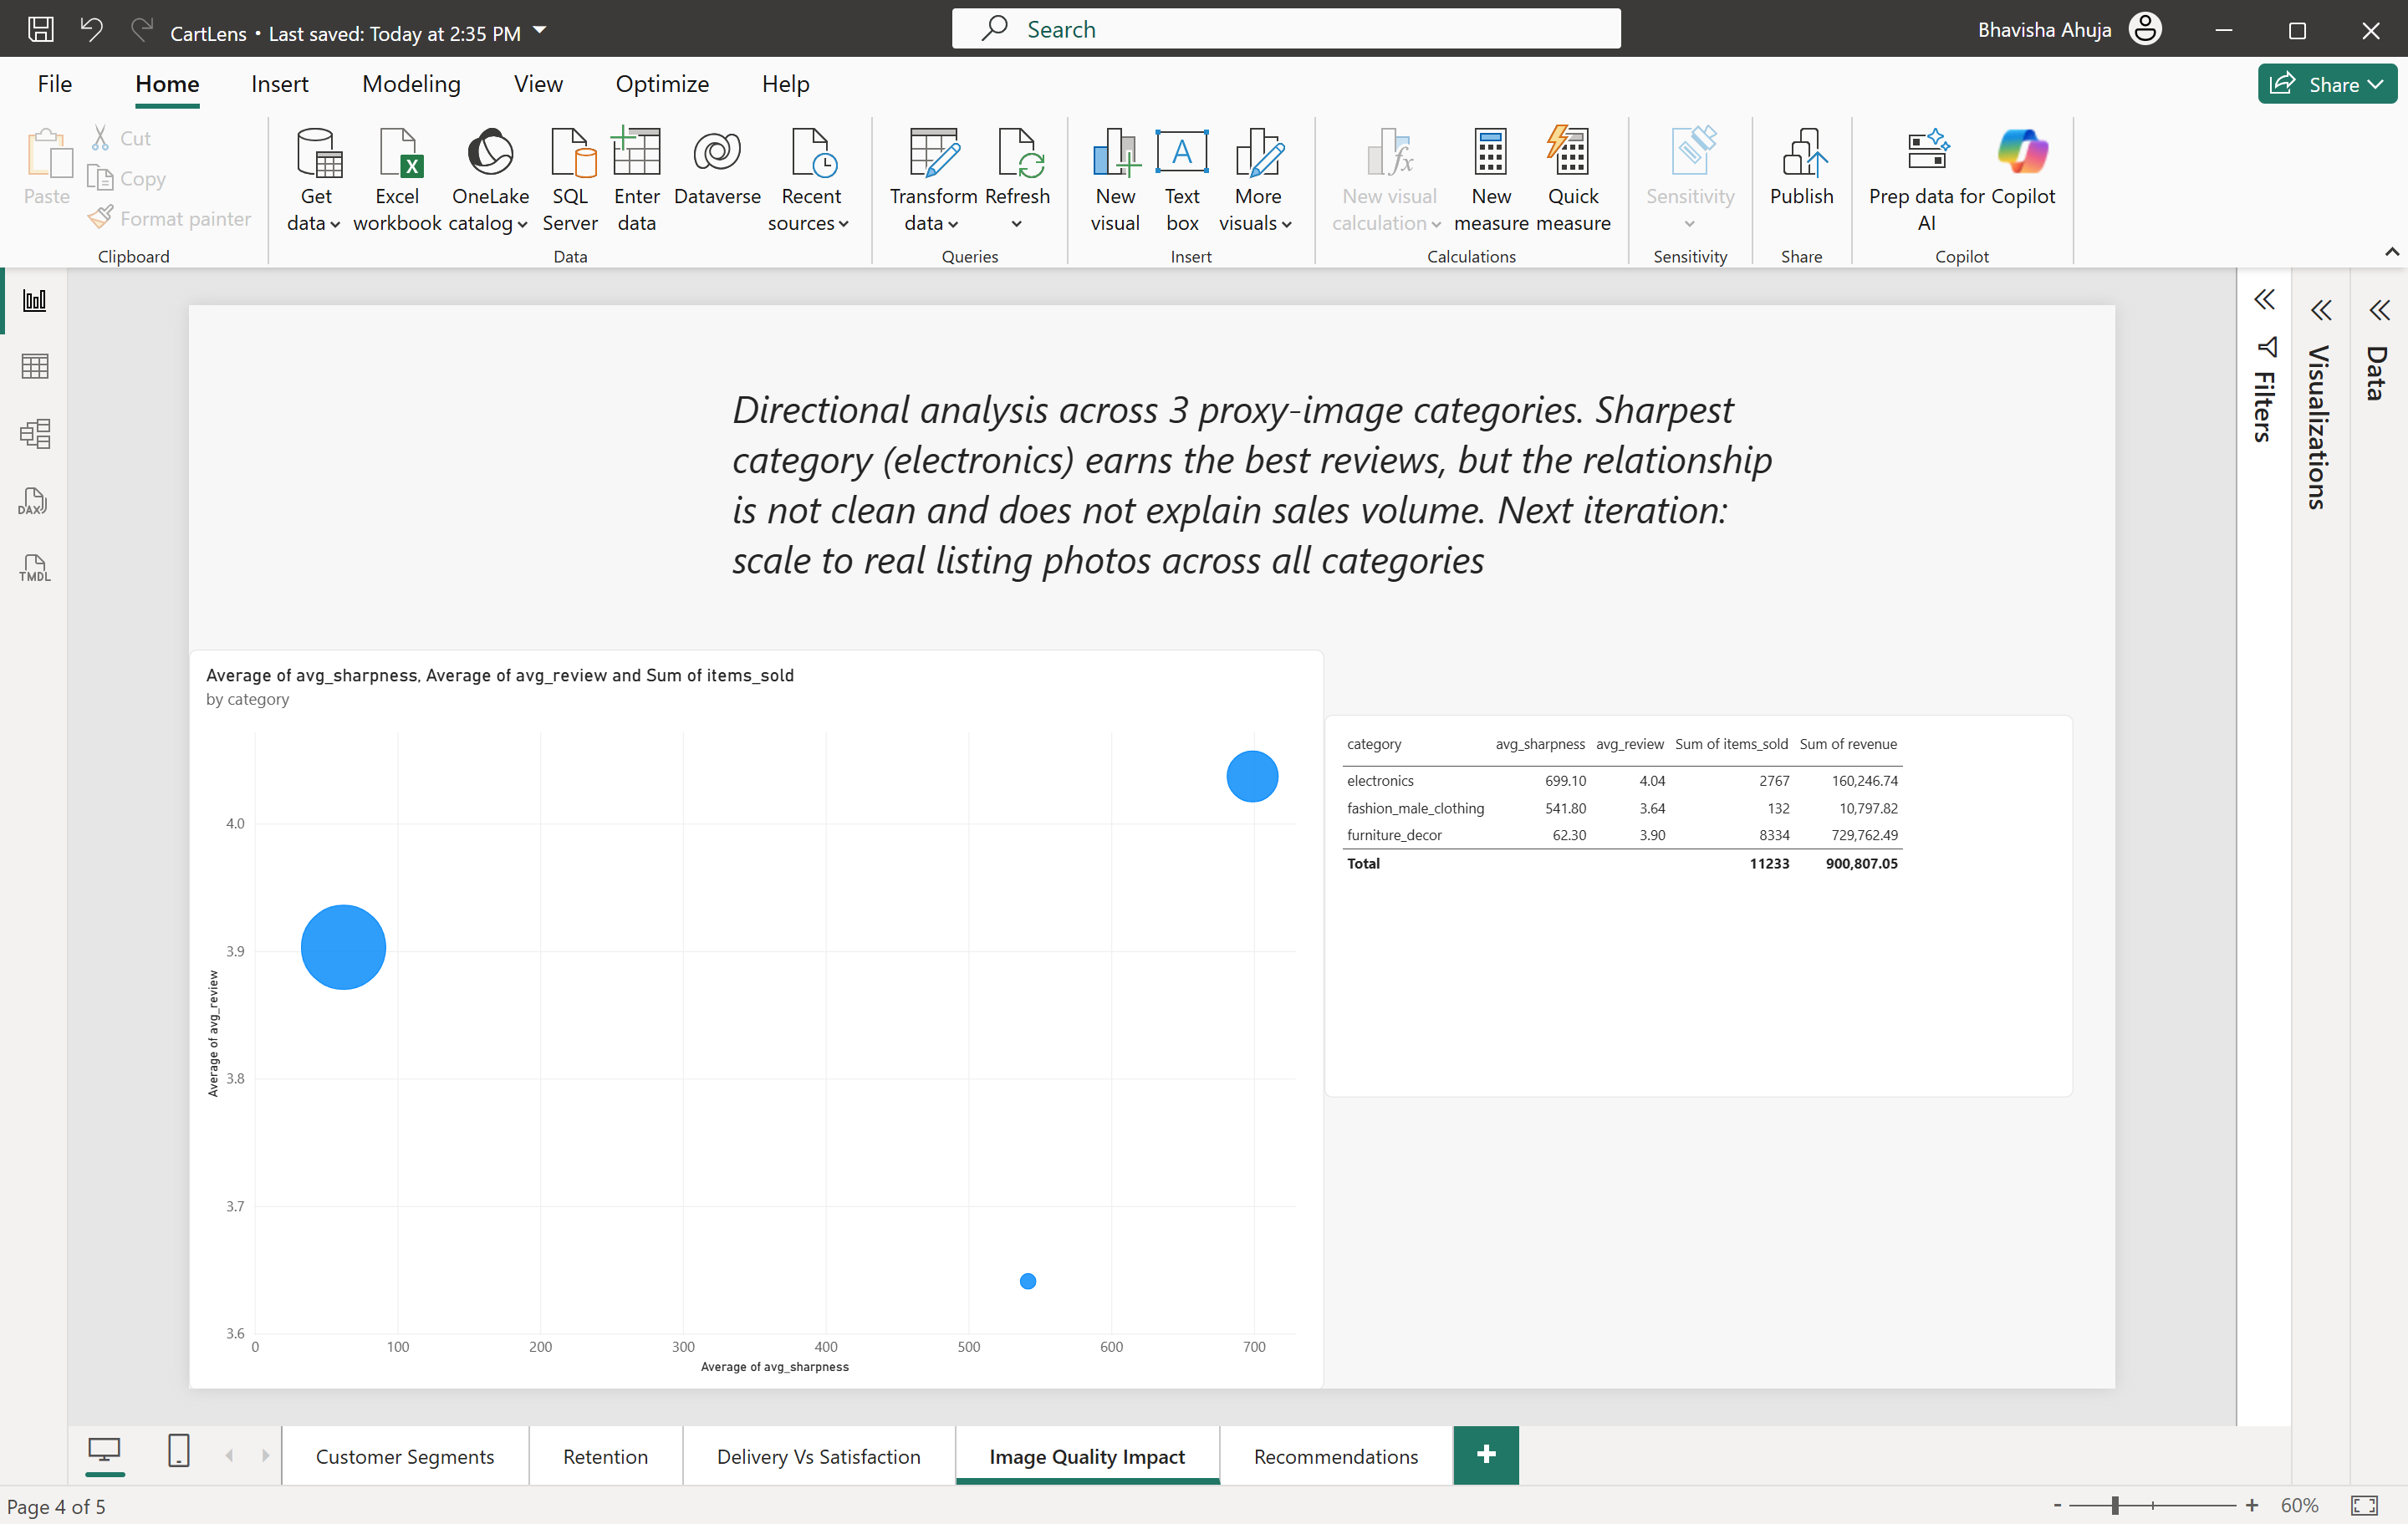 CartLens • Last saved: Today at 2:35 PM
Search
Bhavisha Ahuja
File Home Insert Modeling View Optimize Help
Share
Paste
Cut
Copy
Format painter
Clipboard
Get data
Excel workbook
OneLake catalog
SQL Server
Enter data
Dataverse
Recent sources
Data
Transform data
Refresh
Queries
New visual
Text box
More visuals
Insert
New visual calculation
New measure
Quick measure
Calculations
Sensitivity
Sensitivity
Publish
Share
Prep data for AI
Copilot
Copilot
DAX
TMDL
Directional analysis across 3 proxy-image categories. Sharpest
category (electronics) earns the best reviews, but the relationship
is not clean and does not explain sales volume. Next iteration:
scale to real listing photos across all categories
Average of avg_sharpness, Average of avg_review and Sum of items_sold
by category
Average of avg_review
4.0
3.9
3.8
3.7
3.6
0 100 200 300 400 500 600 700
Average of avg_sharpness
category avg_sharpness avg_review Sum of items_sold Sum of revenue
electronics 699.10 4.04 2767 160,246.74
fashion_male_clothing 541.80 3.64 132 10,797.82
furniture_decor 62.30 3.90 8334 729,762.49
Total 11233 900,807.05
Filters
Visualizations
Data
Customer Segments Retention Delivery Vs Satisfaction Image Quality Impact Recommendations +
Page 4 of 5
- + 60%